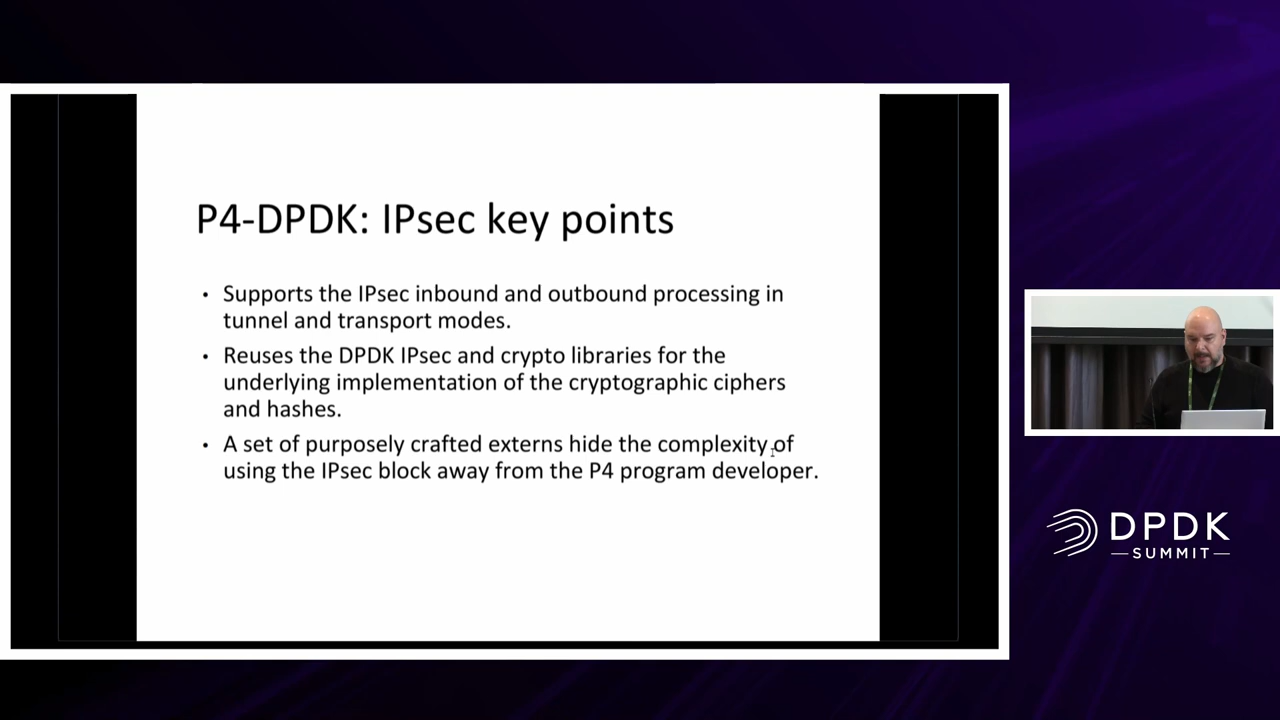 P4-DPDK: IPsec key points
• Supports the IPsec inbound and outbound processing in
tunnel and transport modes.
• Reuses the DPDK IPsec and crypto libraries for the
underlying implementation of the cryptographic ciphers
and hashes.
• A set of purposely crafted externs hide the complexity of
using the IPsec block away from the P4 program developer.
DPDK
SUMMIT